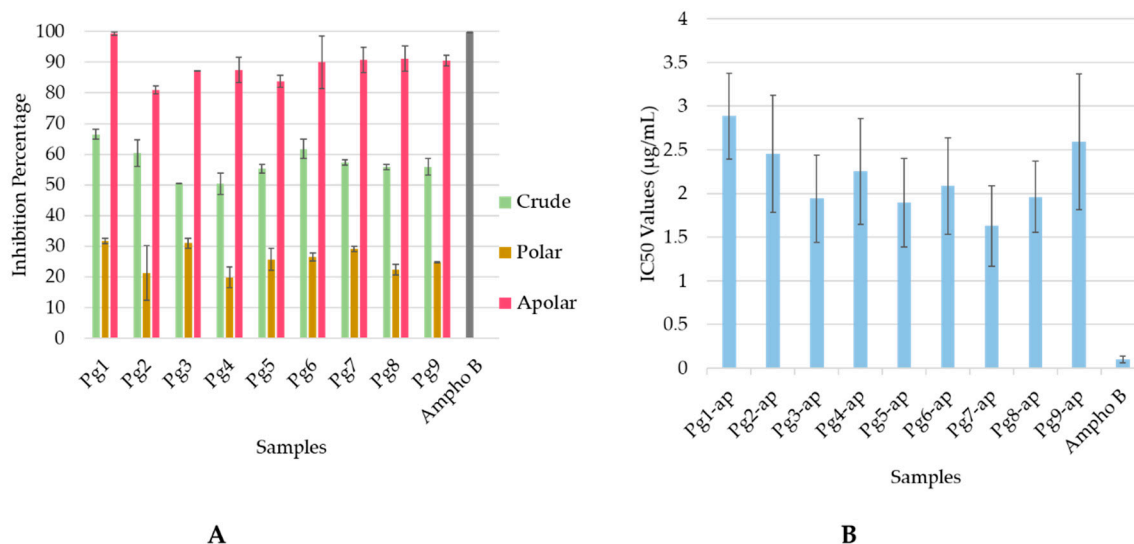 100
90
80
70
60
50
40
30
20
10
0
Inhibition Percentage
Pg1
Pg2
Pg3
Pg4
Pg5
Pg6
Pg7
Pg8
Pg9
Ampho B
Samples
Crude
Polar
Apolar
A
4
3.5
3
2.5
2
1.5
1
0.5
0
IC50 Values (µg/mL)
Pg1-ap
Pg2-ap
Pg3-ap
Pg4-ap
Pg5-ap
Pg6-ap
Pg7-ap
Pg8-ap
Pg9-ap
Ampho B
Samples
B